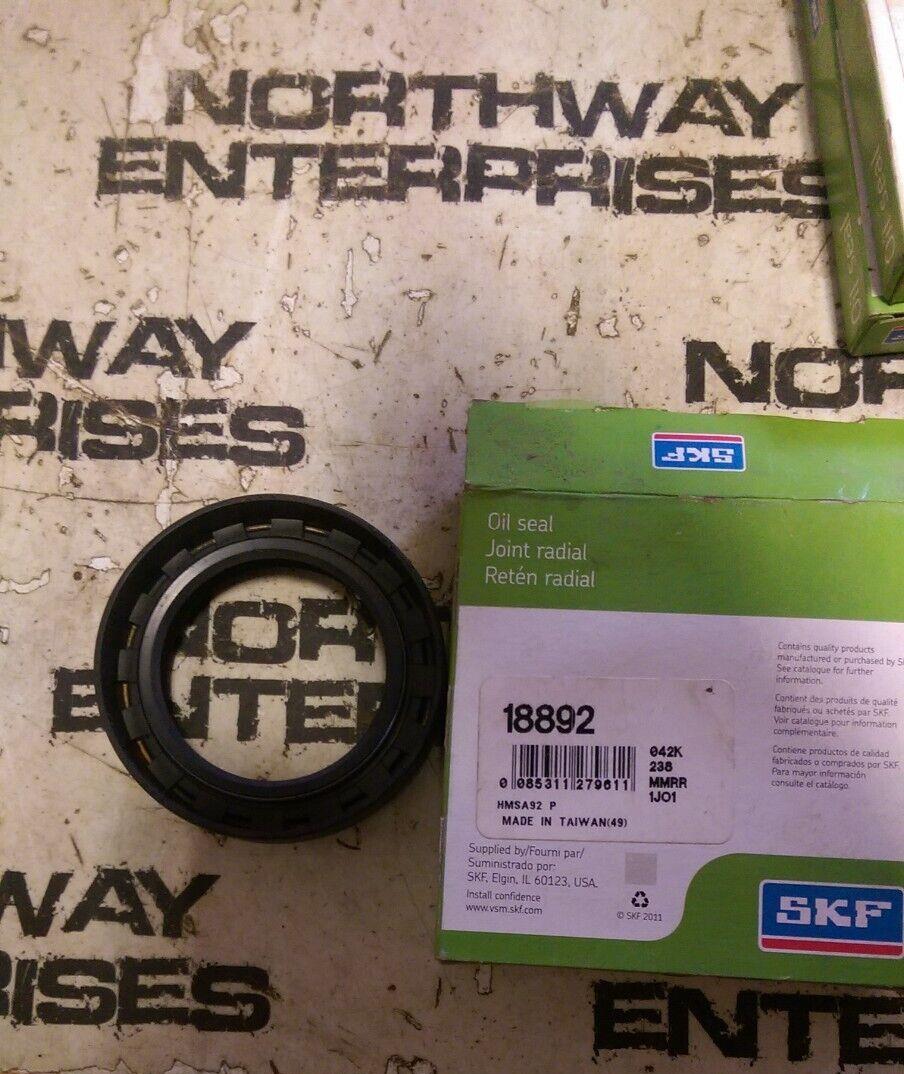 NORTHWAY
ENTERPRISES
WAY
RISES
NOR
SKF
Oil seal
Joint radial
Retén radial
NOR
ENTE
Contains quality products
manufactured or purchased by S
See catalogue for further
information.
Contient des produits de qualité
fabriqués ou achetés par SKF.
Voir catalogue pour information
complémentaire.
Contiene productos de calidad
fabricados o comprados por SKF.
Para mayor información
consulte el catálogo.
18892
0 085311 279611
042K
238
MMRR
1J01
HMSA92 P
MADE IN TAIWAN(49)
Supplied by/Fourni par/
Suministrado por:
SKF, Elgin, IL 60123, USA.
Install confidence
www.vsm.skf.com
© SKF 2011
SKF
WAY
RISES
ENTE